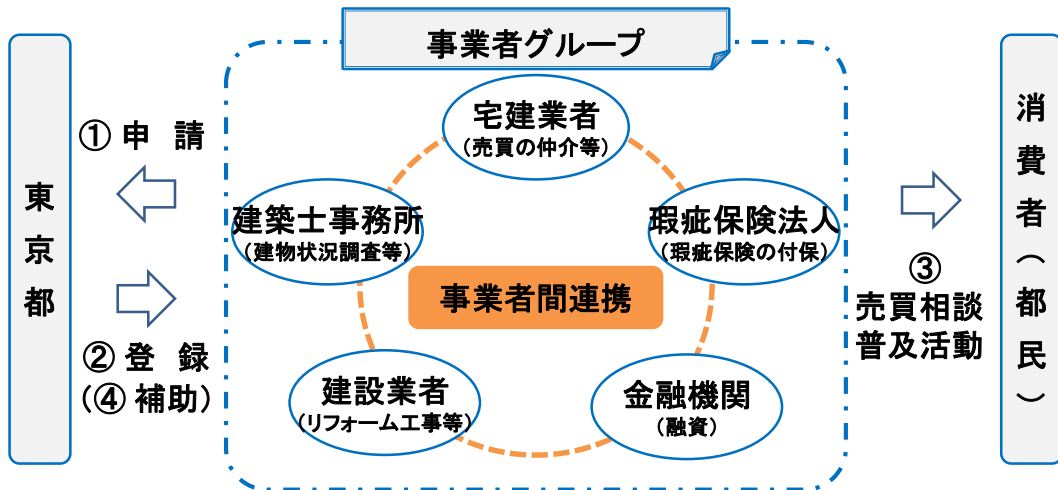 事業者グループ
東京都
① 申 請
② 登 録
(④ 補助)
宅建業者
(売買の仲介等)
建築士事務所
(建物状況調査等)
瑕疵保険法人
(瑕疵保険の付保)
事業者間連携
建設業者
(リフォーム工事等)
金融機関
(融資)
③
売買相談
普及活動
消費者(都民)